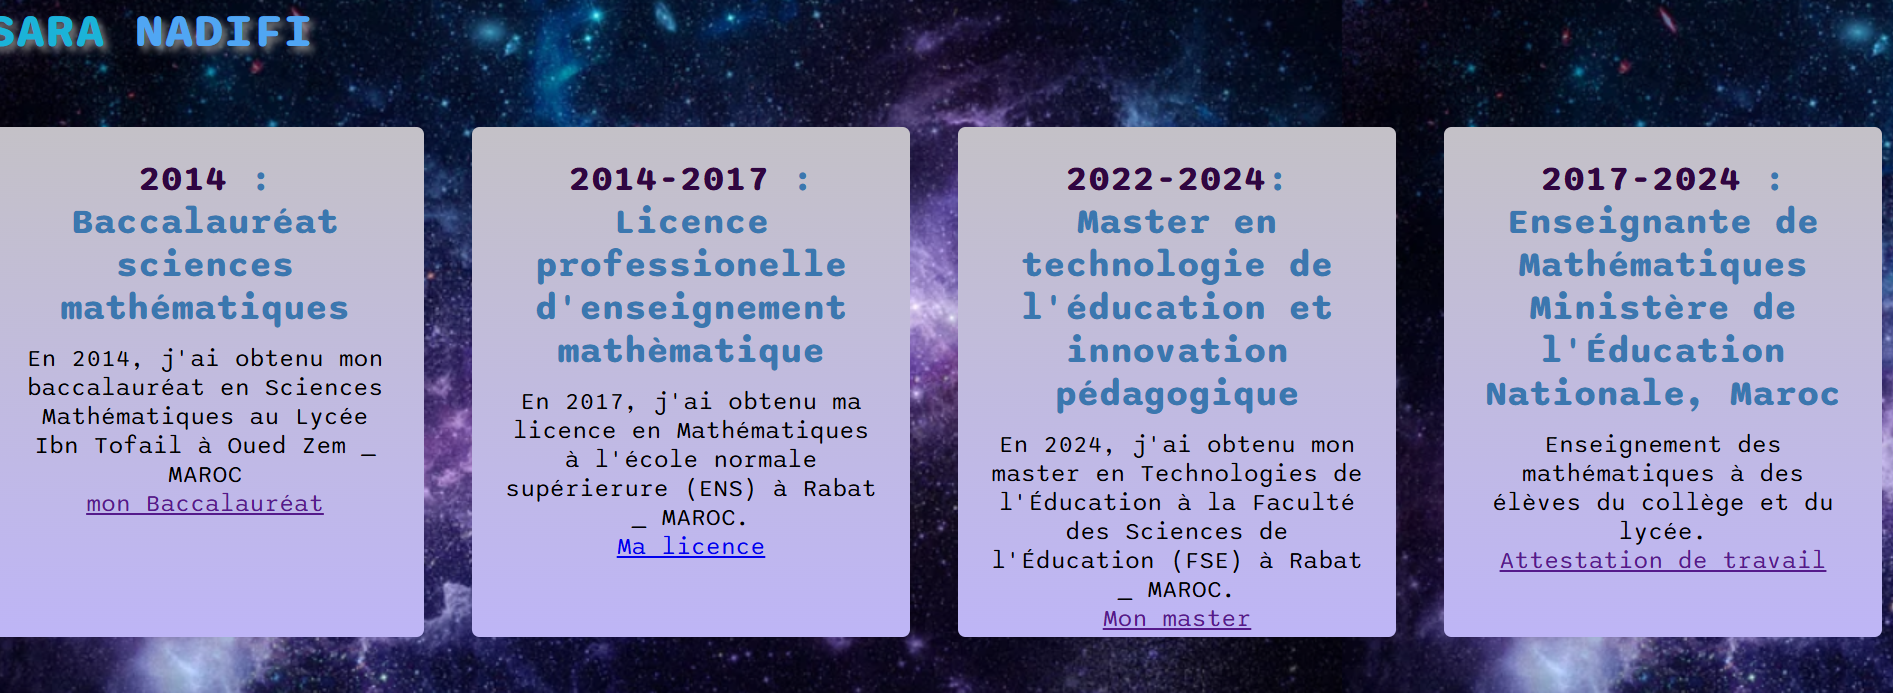 SARA NADIFI
2014 :
Baccalauréat
sciences
mathématiques
En 2014, j'ai obtenu mon
baccalauréat en Sciences
Mathématiques au Lycée
Ibn Tofail à Oued Zem _
MAROC
mon Baccalauréat
2014-2017 :
Licence
professionelle
d'enseignement
mathèmatique
En 2017, j'ai obtenu ma
licence en Mathématiques
à l'école normale
supérierure (ENS) à Rabat
_ MAROC.
Ma licence
2022-2024:
Master en
technologie de
l'éducation et
innovation
pédagogique
En 2024, j'ai obtenu mon
master en Technologies de
l'Éducation à la Faculté
des Sciences de
l'Éducation (FSE) à Rabat
_ MAROC.
Mon master
2017-2024 :
Enseignante de
Mathématiques
Ministère de
l'Éducation
Nationale, Maroc
Enseignement des
mathématiques à des
élèves du collège et du
lycée.
Attestation de travail